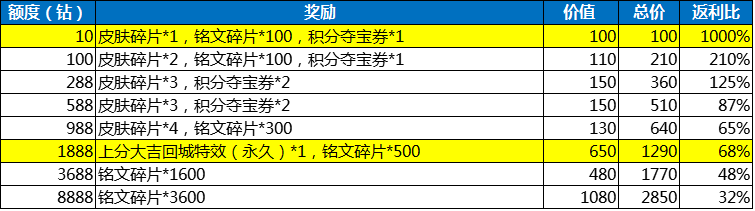 额度（钻） 奖励 价值 总价 返利比
10 皮肤碎片*1，铭文碎片*100，积分夺宝券*1 100 100 1000%
100 皮肤碎片*2，铭文碎片*100，积分夺宝券*1 110 210 210%
288 皮肤碎片*3，积分夺宝券*2 150 360 125%
588 皮肤碎片*3，积分夺宝券*2 150 510 87%
988 皮肤碎片*4，铭文碎片*300 130 640 65%
1888 上分大吉回城特效（永久）*1，铭文碎片*500 650 1290 68%
3688 铭文碎片*1600 480 1770 48%
8888 铭文碎片*3600 1080 2850 32%